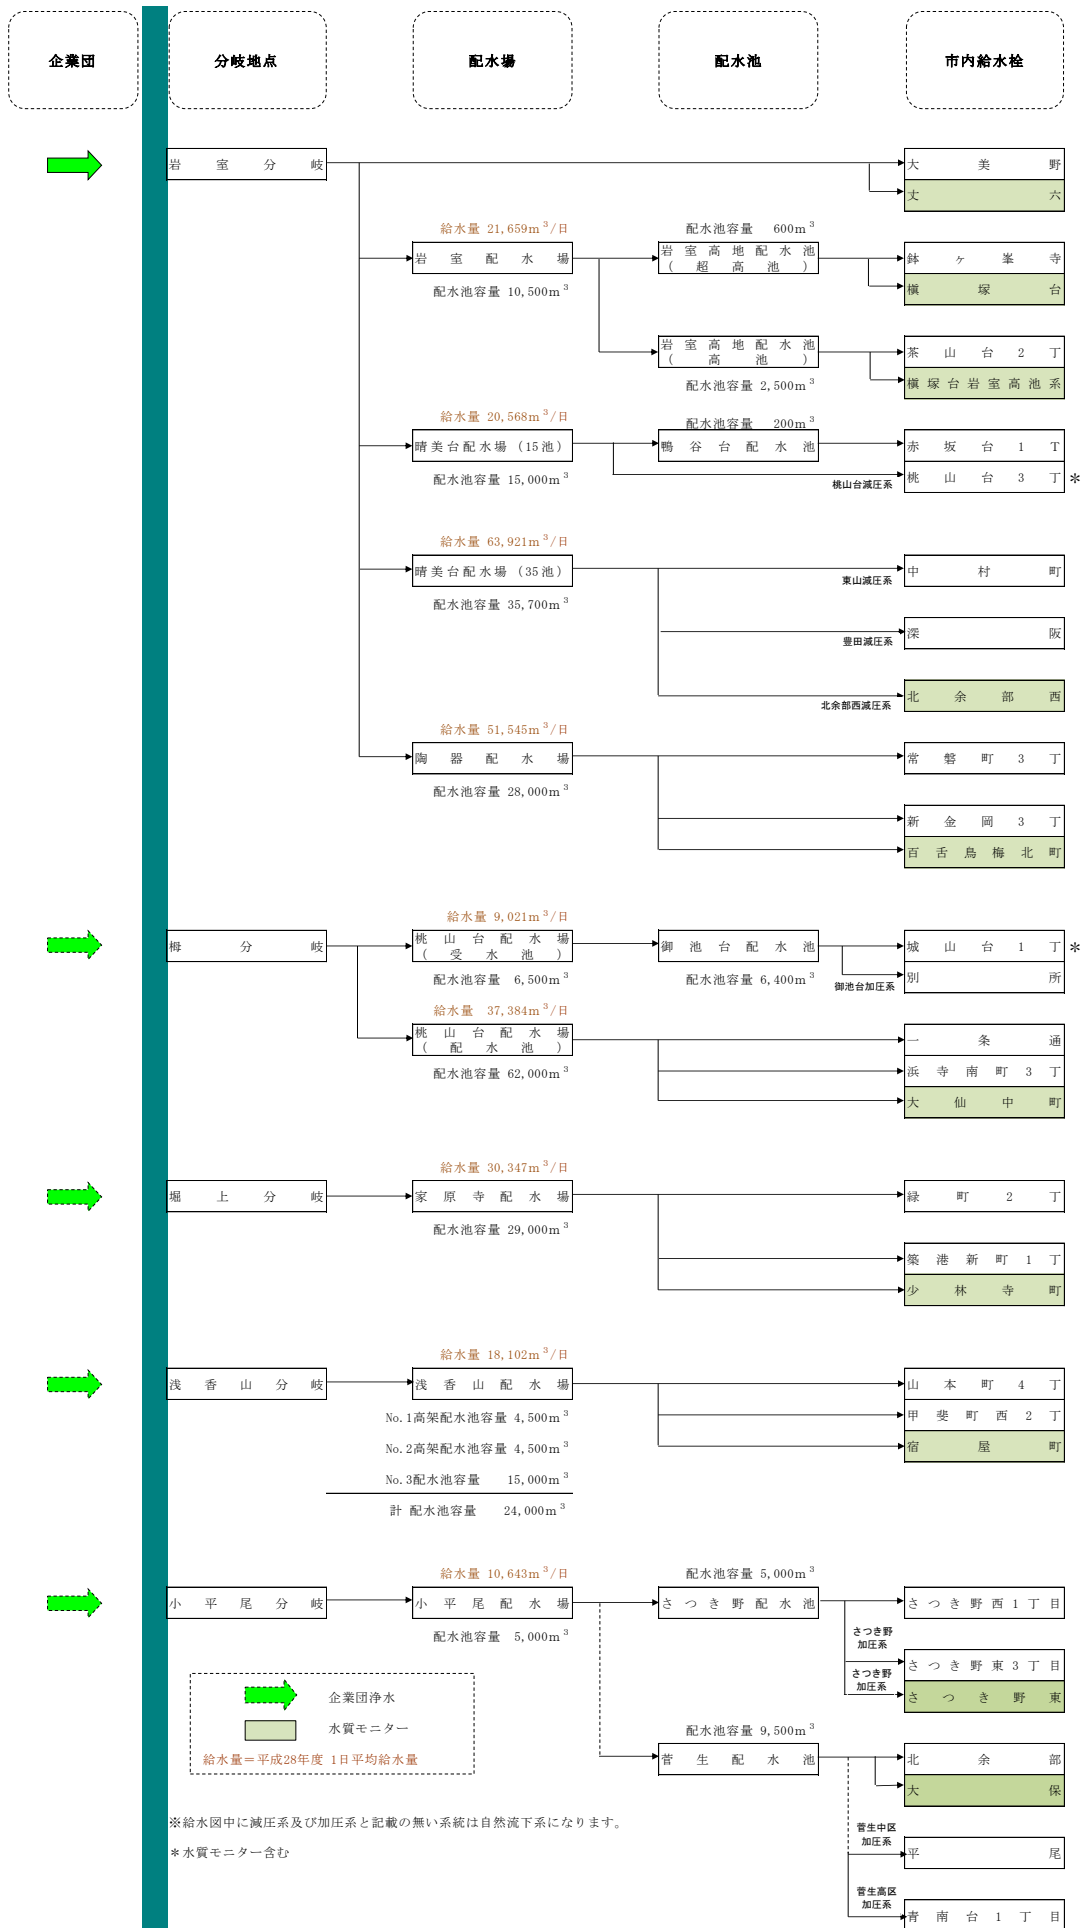 企業団
分岐地点
配水場
配水池
市内給水栓
岩室分岐
大美野
丈六
給水量 21,659m³/日
配水池容量 600m³
岩室配水場
岩室高地配水池
(超高池)
鉢ヶ峯寺
槇塚台
配水池容量 10,500m³
岩室高地配水池
(高池)
茶山台2丁
槇塚台岩室高池系
配水池容量 2,500m³
給水量 20,568m³/日
配水池容量 200m³
晴美台配水場(15池)
鴨谷台配水池
赤坂台1T
桃山台3丁 *
配水池容量 15,000m³
桃山台減圧系
給水量 63,921m³/日
晴美台配水場(35池)
中村町
東山減圧系
配水池容量 35,700m³
深阪
豊田減圧系
北余部西
北余部西減圧系
給水量 51,545m³/日
陶器配水場
常磐町3丁
配水池容量 28,000m³
新金岡3丁
百舌鳥梅北町
給水量 9,021m³/日
栂分岐
桃山台配水場
(受水池)
御池台配水池
城山台1丁 *
別所
配水池容量 6,500m³
配水池容量 6,400m³
御池台加圧系
給水量 37,384m³/日
桃山台配水場
(配水池)
一条通
浜寺南町3丁
大仙中町
配水池容量 62,000m³
給水量 30,347m³/日
堀上分岐
家原寺配水場
緑町2丁
配水池容量 29,000m³
築港新町1丁
少林寺町
給水量 18,102m³/日
浅香山分岐
浅香山配水場
山本町4丁
甲斐町西2丁
宿屋町
No.1高架配水池容量 4,500m³
No.2高架配水池容量 4,500m³
No.3配水池容量 15,000m³
計 配水池容量 24,000m³
給水量 10,643m³/日
配水池容量 5,000m³
小平尾分岐
小平尾配水場
さつき野配水池
さつき野西1丁目
配水池容量 5,000m³
さつき野
加圧系
さつき野東3丁目
さつき野
加圧系
さつき野東
企業団浄水
水質モニター
給水量=平成28年度 1日平均給水量
配水池容量 9,500m³
菅生配水池
北余部
大保
※給水図中に減圧系及び加圧系と記載の無い系統は自然流下系になります。
*水質モニター含む
菅生中区
加圧系
平尾
菅生高区
加圧系
青南台1丁目